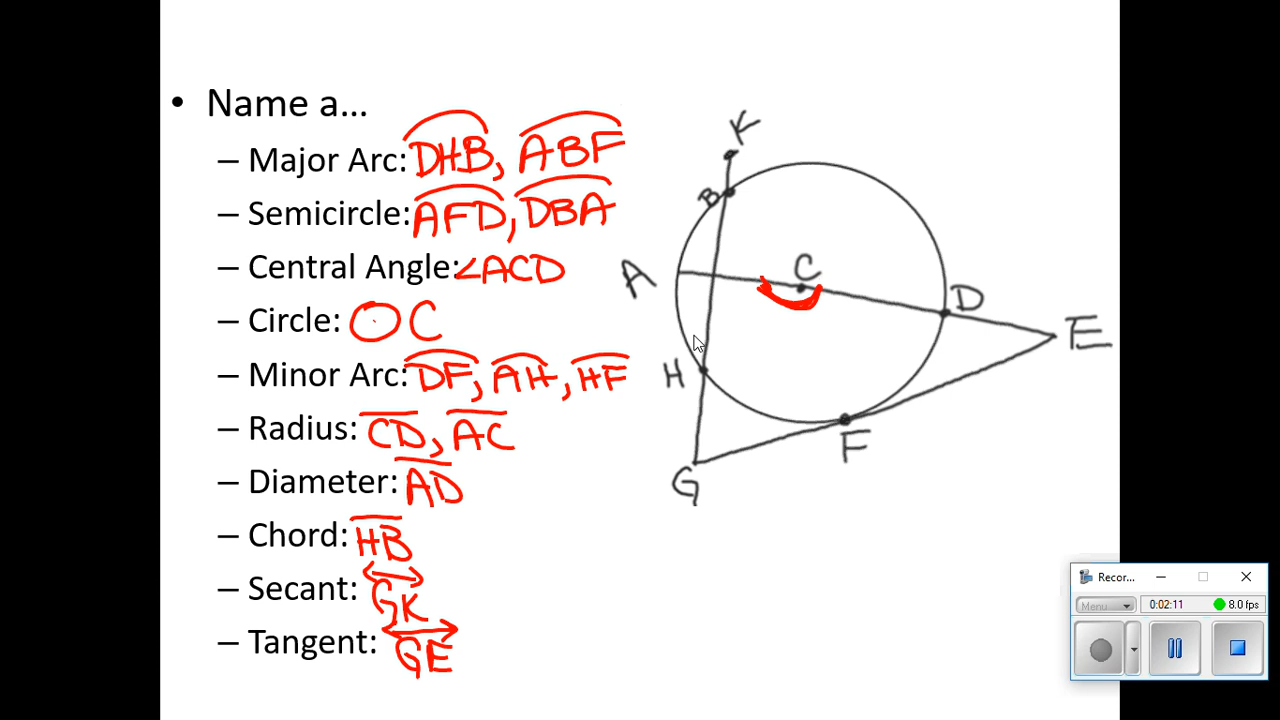 • Name a...
– Major Arc: DHB, ABF
– Semicircle: AFD, DBA
– Central Angle: ∠ACD
– Circle: ⊙ C
– Minor Arc: DF, AH, HF
– Radius: CD, AC
– Diameter: AD
– Chord: HB
– Secant: GK
– Tangent: GE
K
B
A
C
D
E
H
F
G
Recor...
Menu
0:02:11
8.0 fps